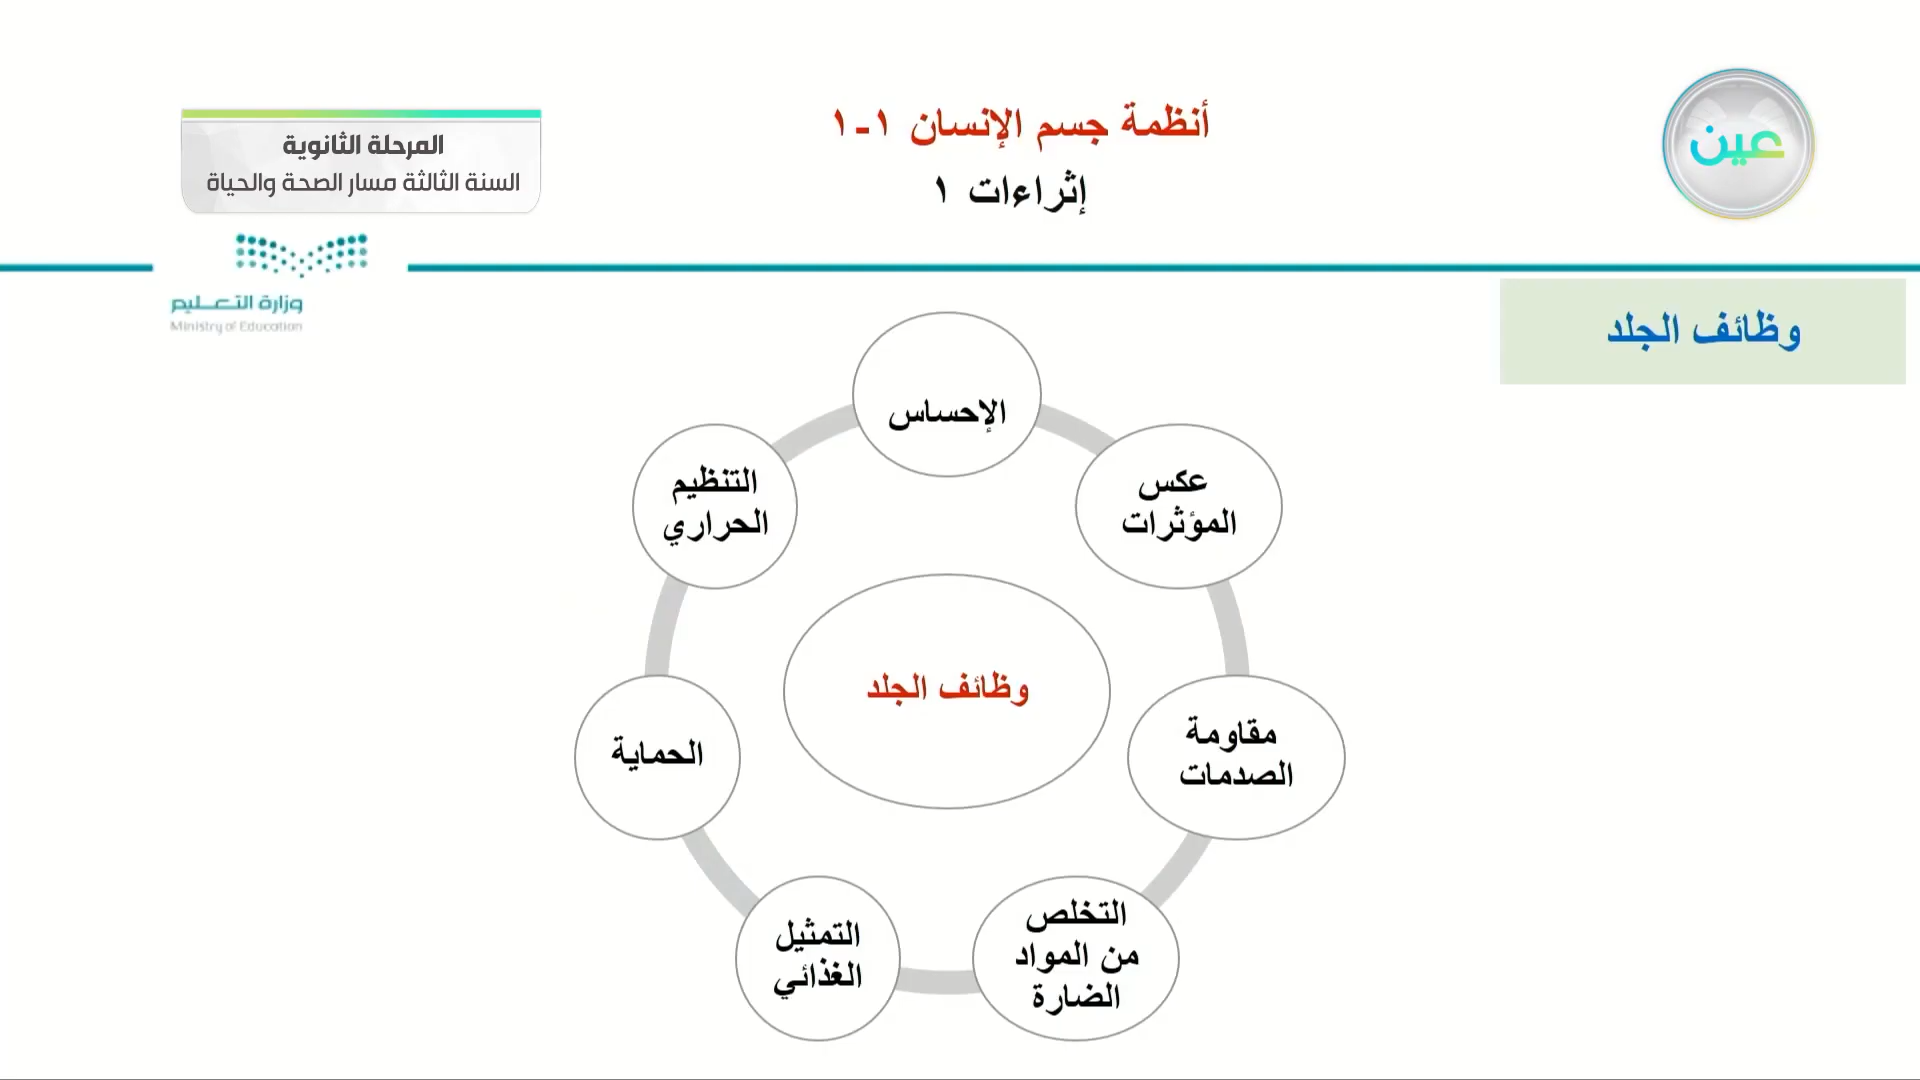 عين
أنظمة جسم الإنسان ١-١
إثراءات ١
المرحلة الثانوية
السنة الثالثة مسار الصحة والحياة
وزارة التعليم
Ministry of Education
وظائف الجلد
الإحساس
عكس
المؤثرات
مقاومة
الصدمات
التخلص
من المواد
الضارة
التمثيل
الغذائي
الحماية
التنظيم
الحراري
وظائف الجلد